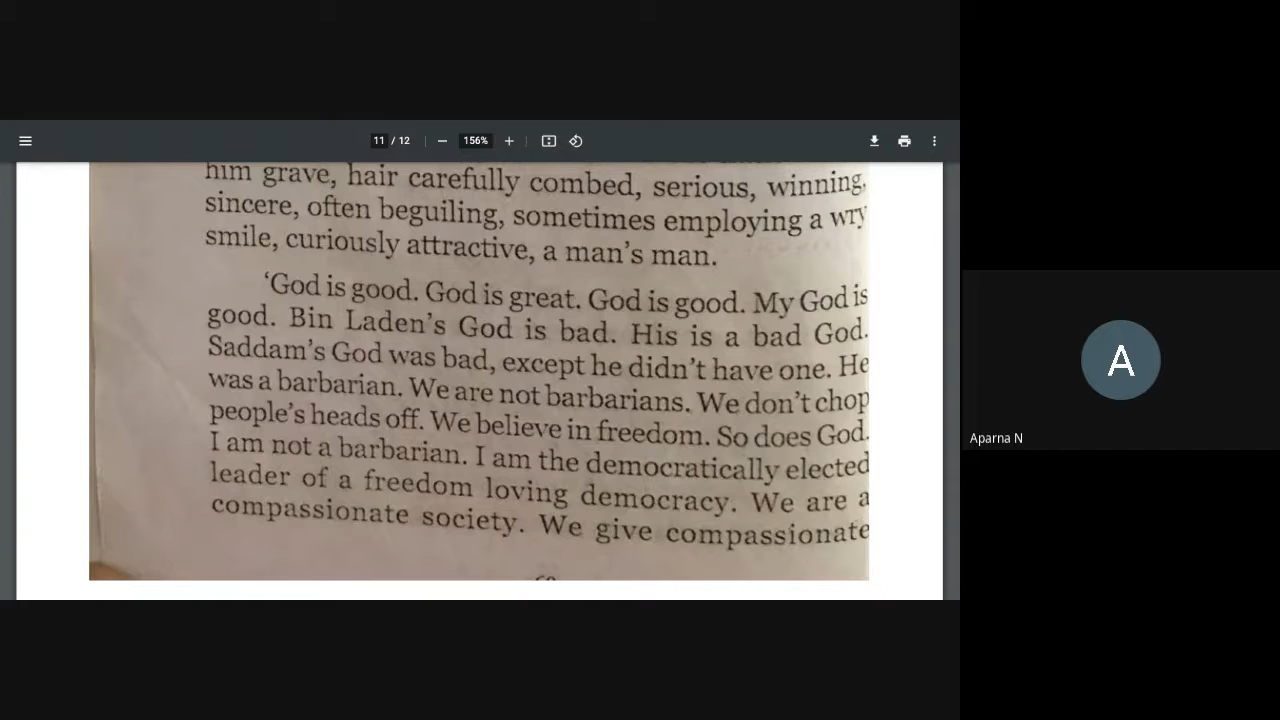 11 / 12
156%
him grave, hair carefully combed, serious, winning,
sincere, often beguiling, sometimes employing a wry
smile, curiously attractive, a man's man.
'God is good. God is great. God is good. My God is
good. Bin Laden's God is bad. His is a bad God.
Saddam's God was bad, except he didn't have one. He
was a barbarian. We are not barbarians. We don't chop
people's heads off. We believe in freedom. So does God.
I am not a barbarian. I am the democratically elected
leader of a freedom loving democracy. We are a
compassionate society. We give compassionate
A
Aparna N